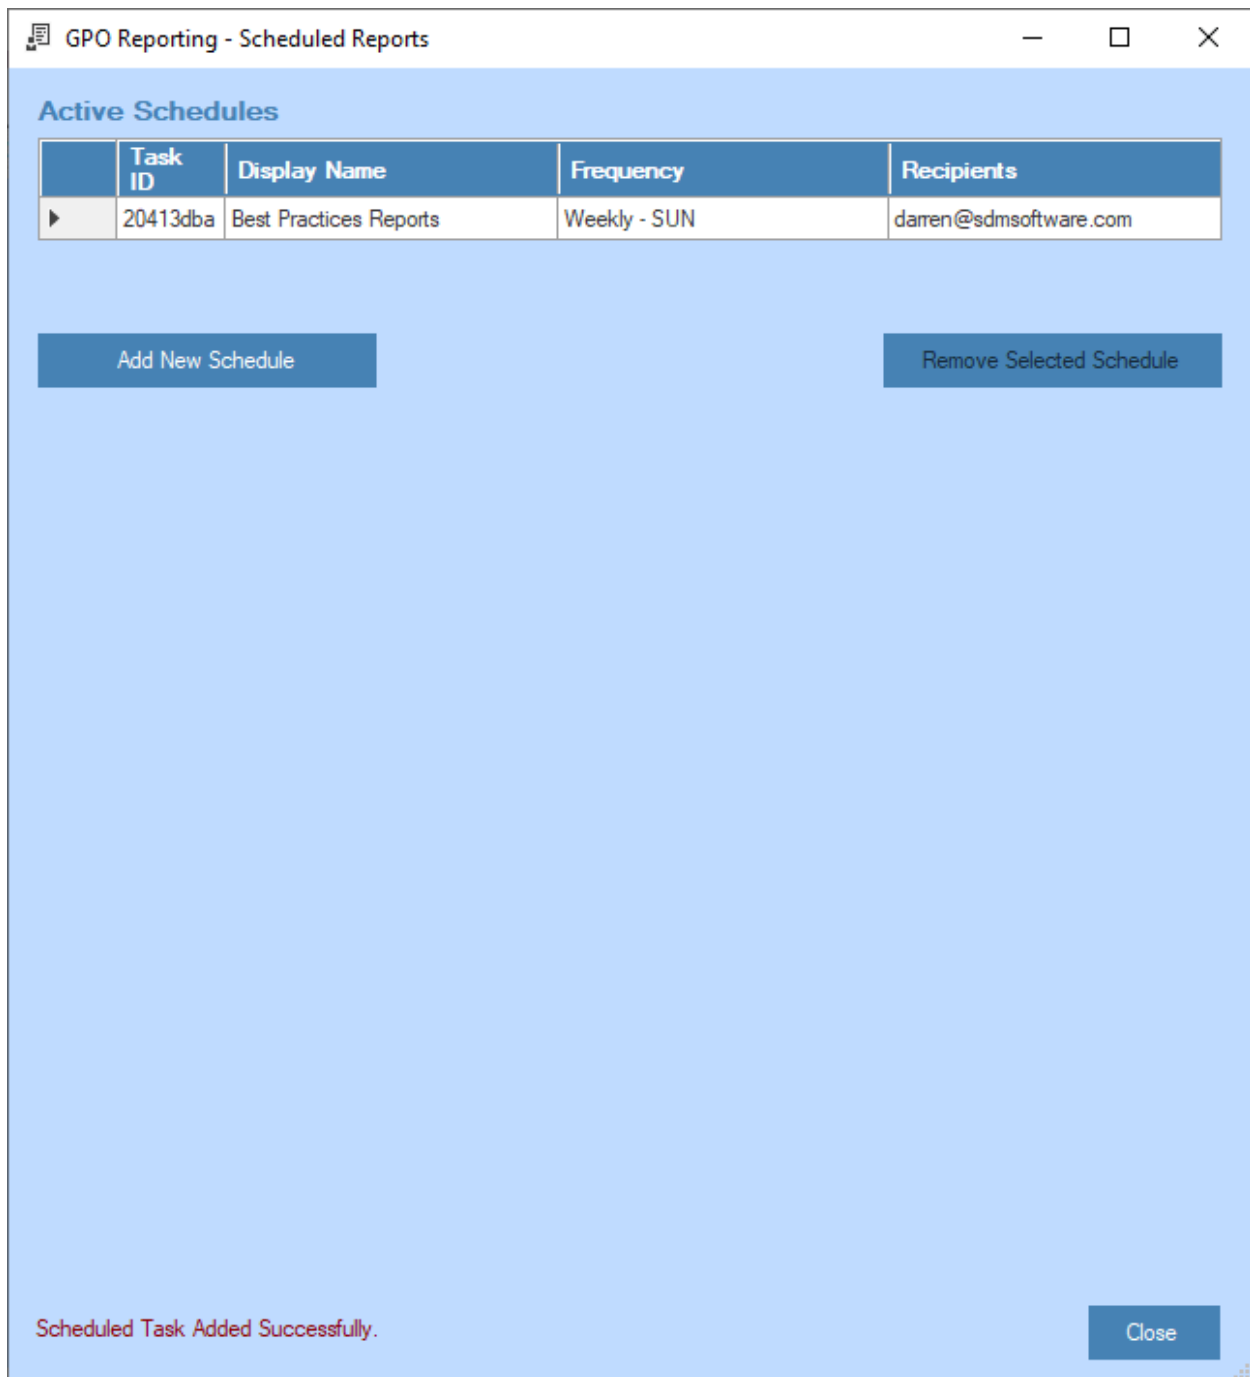 GPO Reporting - Scheduled Reports
Active Schedules
Task ID Display Name Frequency Recipients
20413dba Best Practices Reports Weekly - SUN darren@sdmsoftware.com
Add New Schedule Remove Selected Schedule
Scheduled Task Added Successfully.
Close